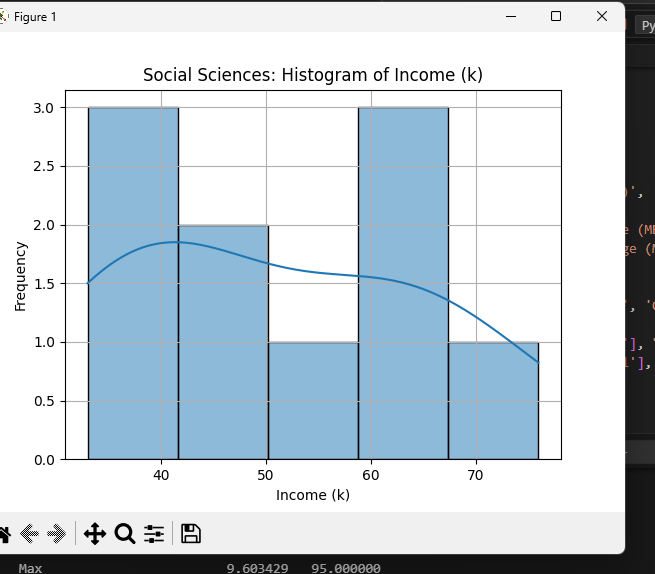 Figure 1
Py
Social Sciences: Histogram of Income (k)
3.0
2.5
2.0
1.5
1.0
0.5
0.0
Frequency
40 50 60 70
Income (k)
Max 9.603429 95.000000